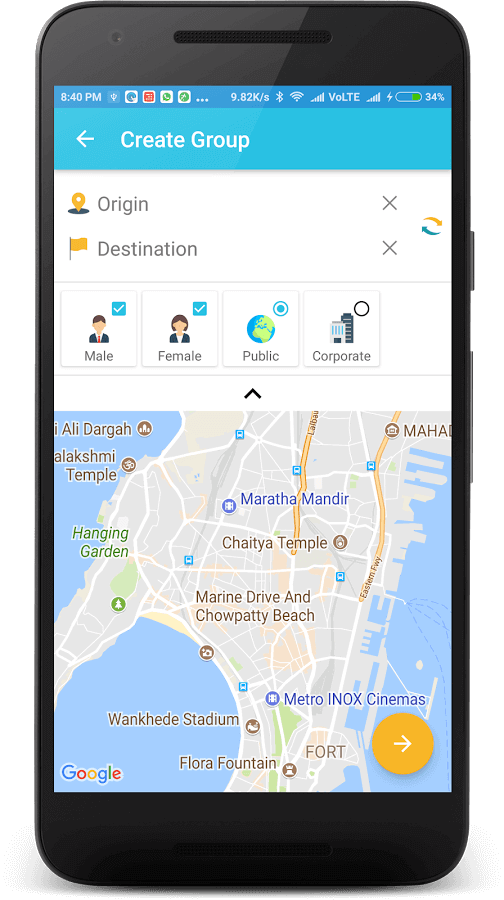 8:40 PM ... 9.82K/s VoLTE 34%
Create Group
Origin
Destination
Male Female Public Corporate
i Ali Dargah
MAHAD
alakshmi
Temple
Lalbau
Maratha Mandir
Hanging
Garden
Chaitya Temple
Eastern Fwy
Marine Drive And
Chowpatty Beach
Metro INOX Cinemas
Wankhede Stadium
FORT
Flora Fountain
Google